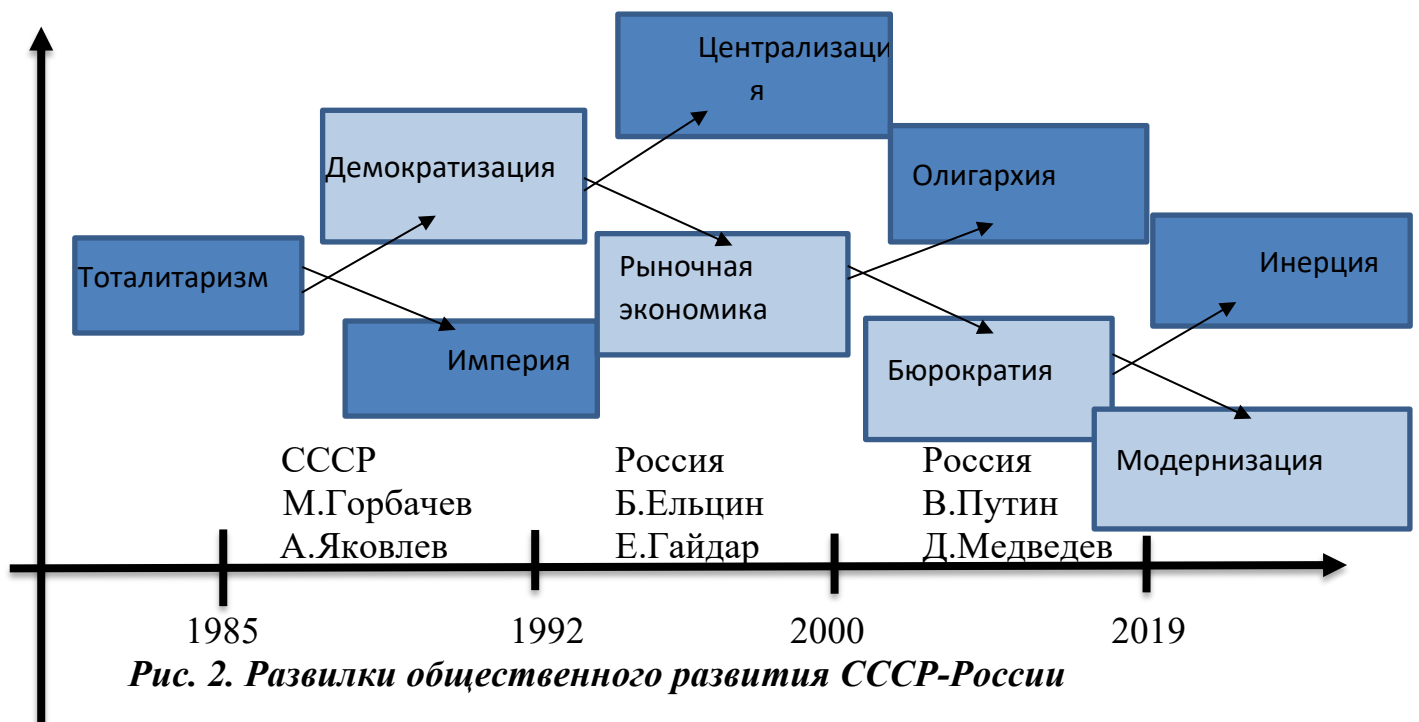 Централизаци
я
Демократизация
Олигархия
Тоталитаризм
Рыночная
экономика
Инерция
Империя
Бюрократия
Модернизация
СССР
М.Горбачев
А.Яковлев
Россия
Б.Ельцин
Е.Гайдар
Россия
В.Путин
Д.Медведев
1985
1992
2000
2019
Рис. 2. Развилки общественного развития СССР-России